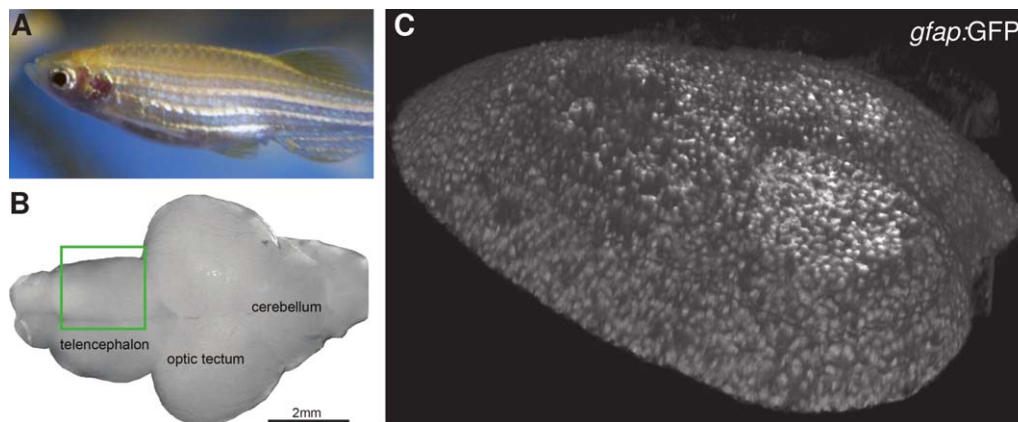 A
B
telencephalon
optic tectum
cerebellum
2mm
C
gfap:GFP